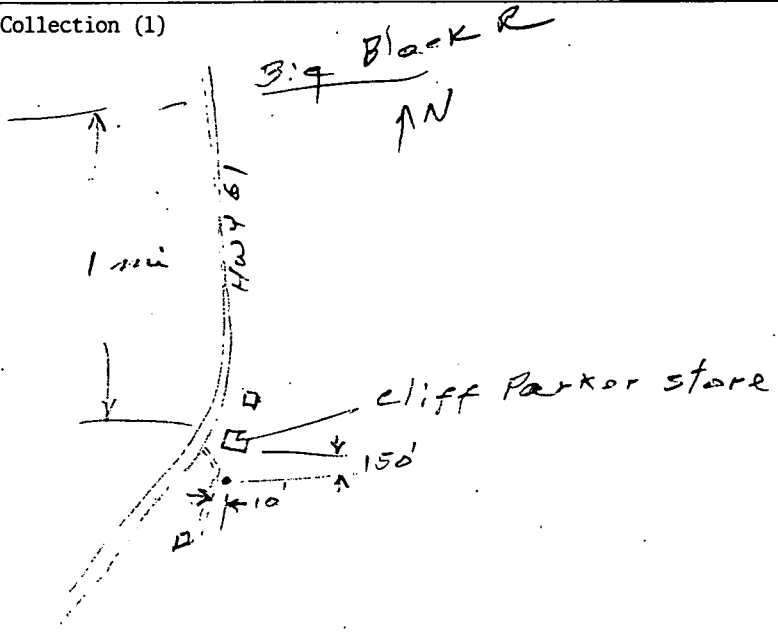 Collection (1)
Big Black R
↑N
Hwy 61
1 mi
Cliff Parker store
150'
10'